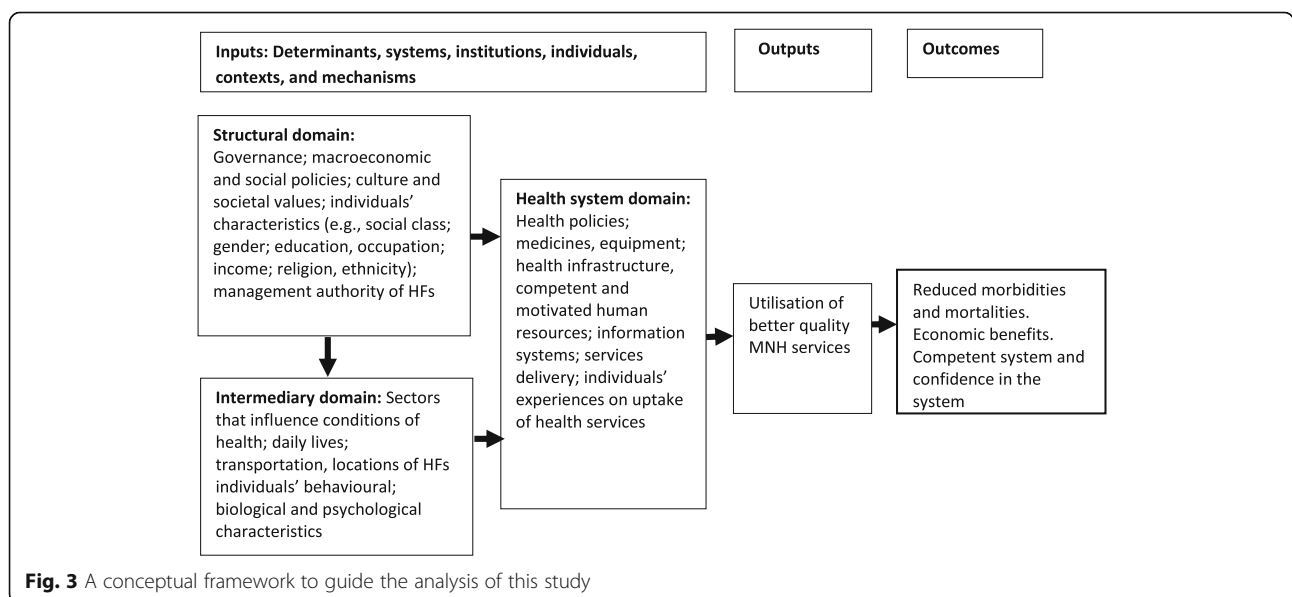 Inputs: Determinants, systems, institutions, individuals,
contexts, and mechanisms
Outputs
Outcomes
Structural domain:
Governance; macroeconomic
and social policies; culture and
societal values; individuals’
characteristics (e.g., social class;
gender; education, occupation;
income; religion, ethnicity);
management authority of HFs
Intermediary domain: Sectors
that influence conditions of
health; daily lives;
transportation, locations of HFs
individuals’ behavioural;
biological and psychological
characteristics
Health system domain:
Health policies;
medicines, equipment;
health infrastructure,
competent and
motivated human
resources; information
systems; services
delivery; individuals’
experiences on uptake
of health services
Utilisation of
better quality
MNH services
Reduced morbidities
and mortalities.
Economic benefits.
Competent system and
confidence in the
system
Fig. 3 A conceptual framework to guide the analysis of this study